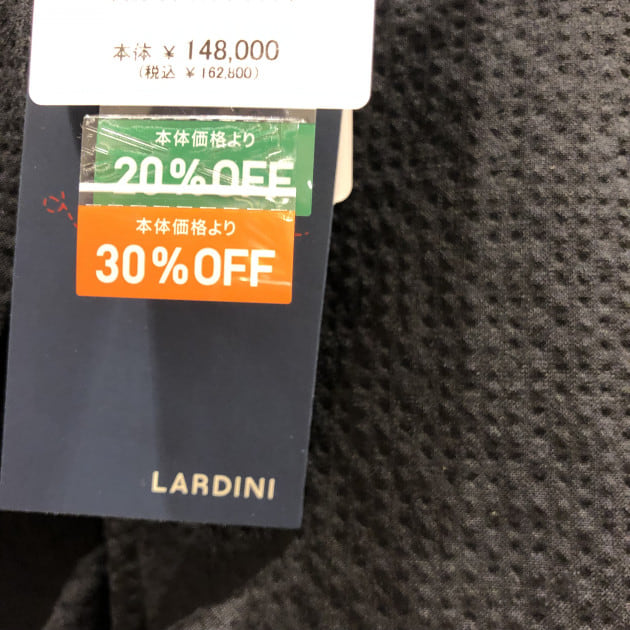 本体 ¥ 148,000
(税込 ¥ 162,800)
本体価格より
20%OFF
本体価格より
30%OFF
LARDINI